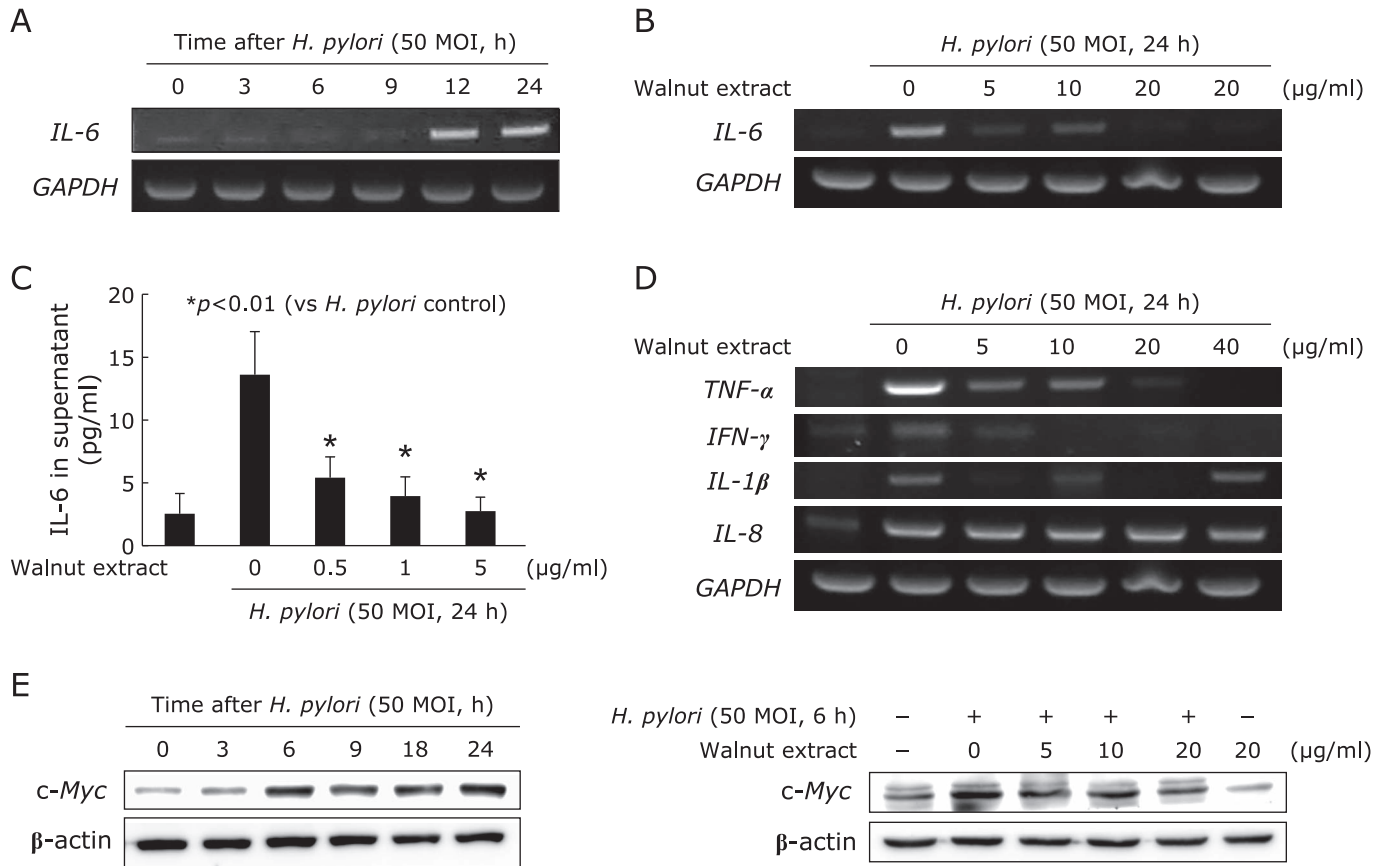 A
Time after H. pylori (50 MOI, h)
0 3 6 9 12 24
IL-6
GAPDH
B
H. pylori (50 MOI, 24 h)
Walnut extract 0 5 10 20 20 (µg/ml)
IL-6
GAPDH
C
*p<0.01 (vs H. pylori control)
IL-6 in supernatant
(pg/ml)
20
15
10
5
0
* * *
Walnut extract 0 0.5 1 5 (µg/ml)
H. pylori (50 MOI, 24 h)
D
H. pylori (50 MOI, 24 h)
Walnut extract 0 5 10 20 40 (µg/ml)
TNF-α
IFN-γ
IL-1β
IL-8
GAPDH
E
Time after H. pylori (50 MOI, h)
0 3 6 9 18 24
c-Myc
β-actin
H. pylori (50 MOI, 6 h) – + + + + –
Walnut extract – 0 5 10 20 20 (µg/ml)
c-Myc
β-actin